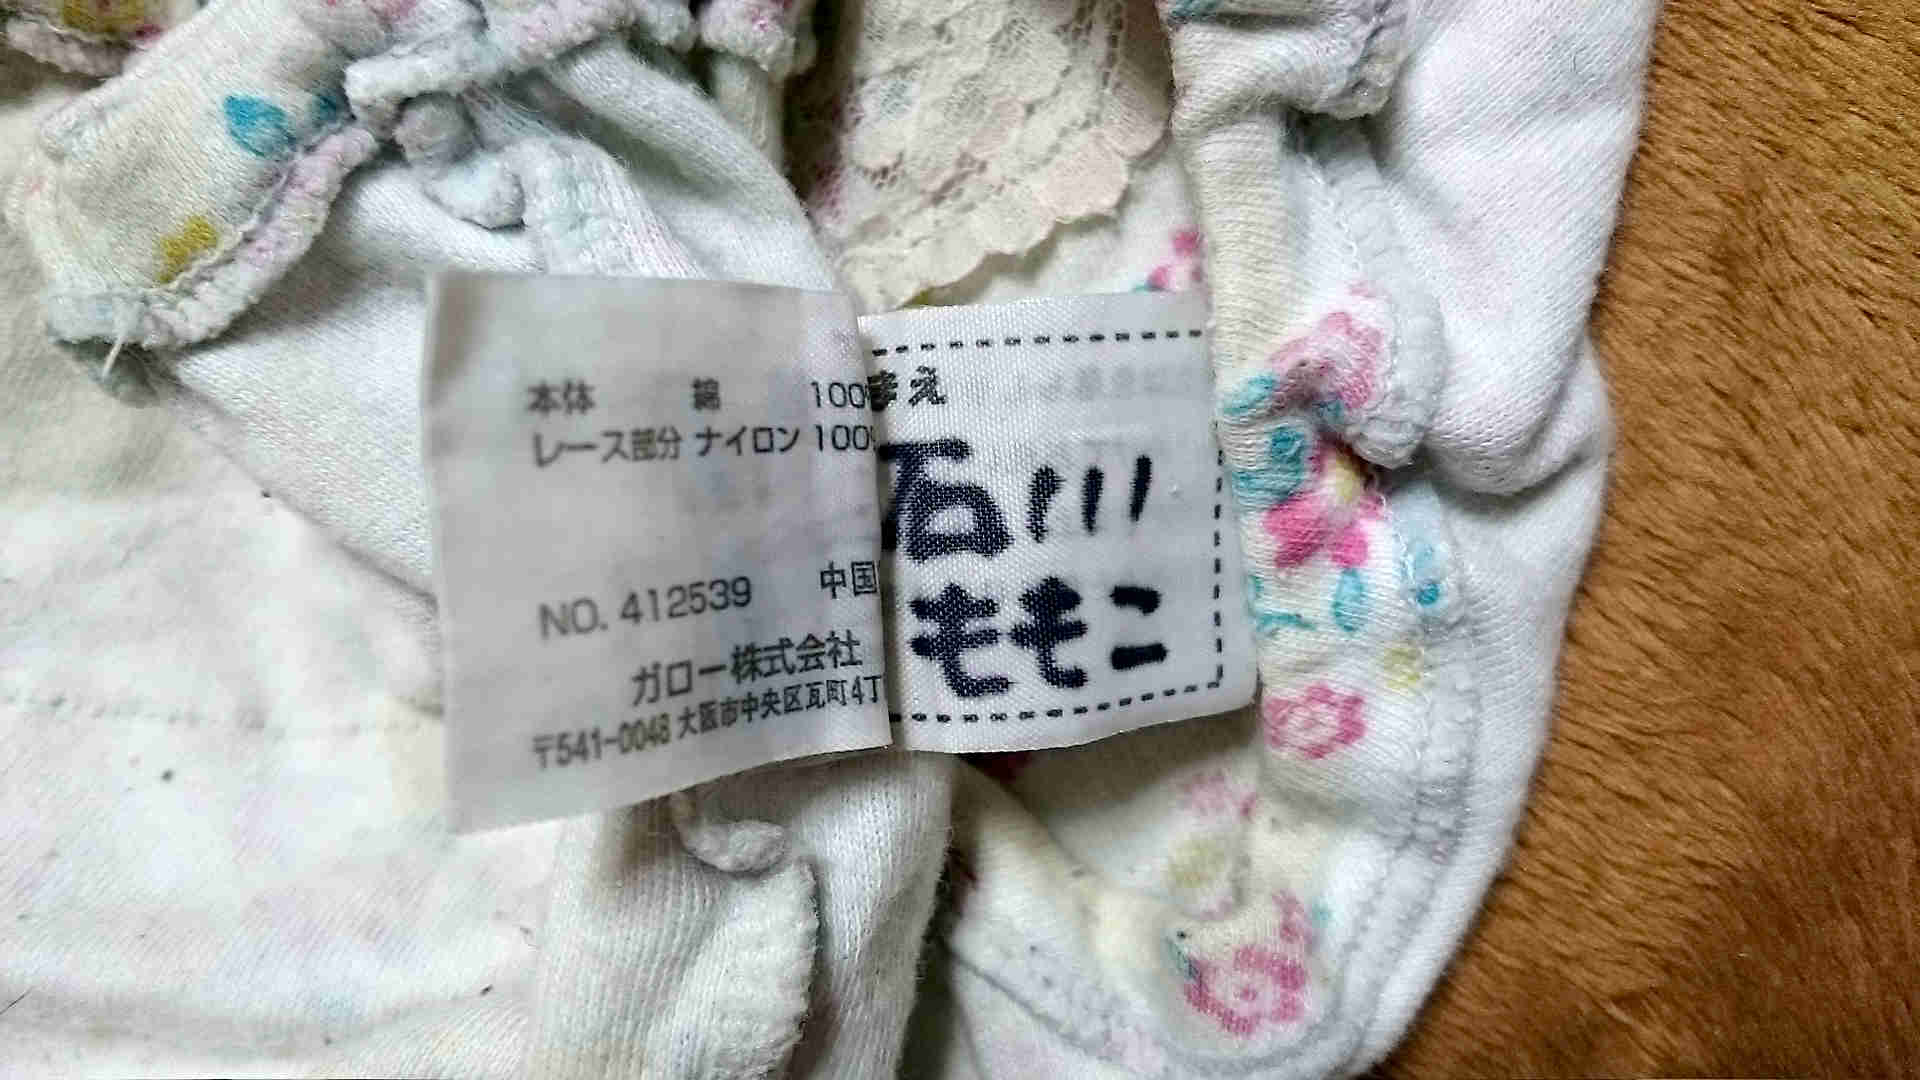 本体 綿 100
レース部分 ナイロン 100%
NO. 412539 中国
ガロー株式会社
〒541-0048 大阪市中央区瓦町4丁
まえ
石川
ももこ